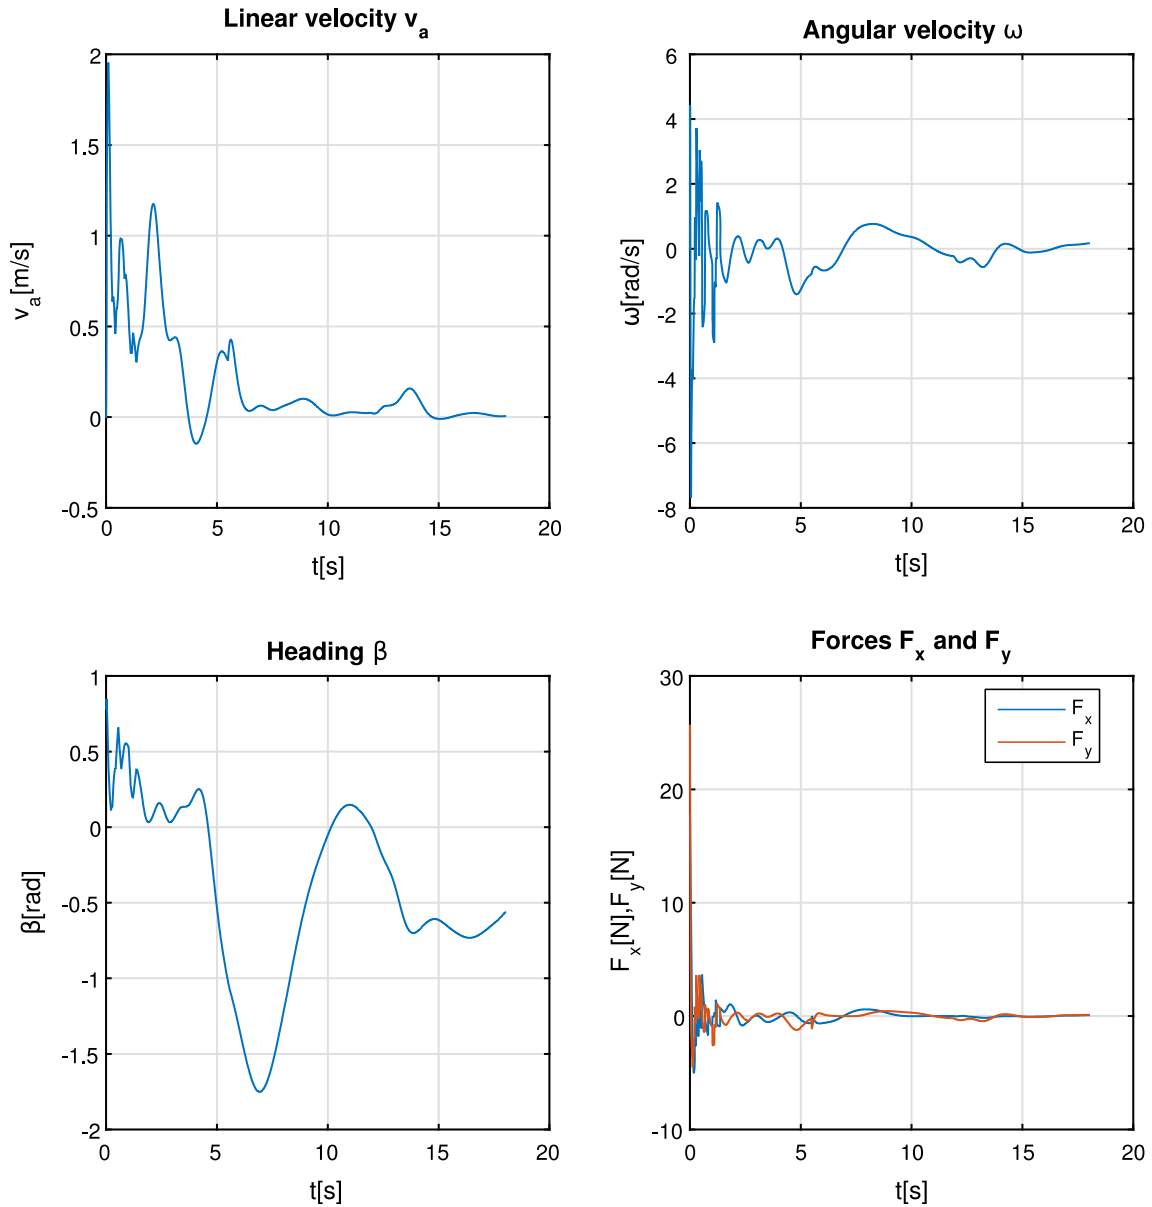 Linear velocity v_a
2
1.5
1
0.5
0
-0.5
0 5 10 15 20
v_a[m/s]
t[s]
Angular velocity ω
6
4
2
0
-2
-4
-6
-8
0 5 10 15 20
ω[rad/s]
t[s]
Heading β
1
0.5
0
-0.5
-1
-1.5
-2
0 5 10 15 20
β[rad]
t[s]
Forces F_x and F_y
30
20
10
0
-10
0 5 10 15 20
F_x[N],F_y[N]
t[s]
F_x
F_y